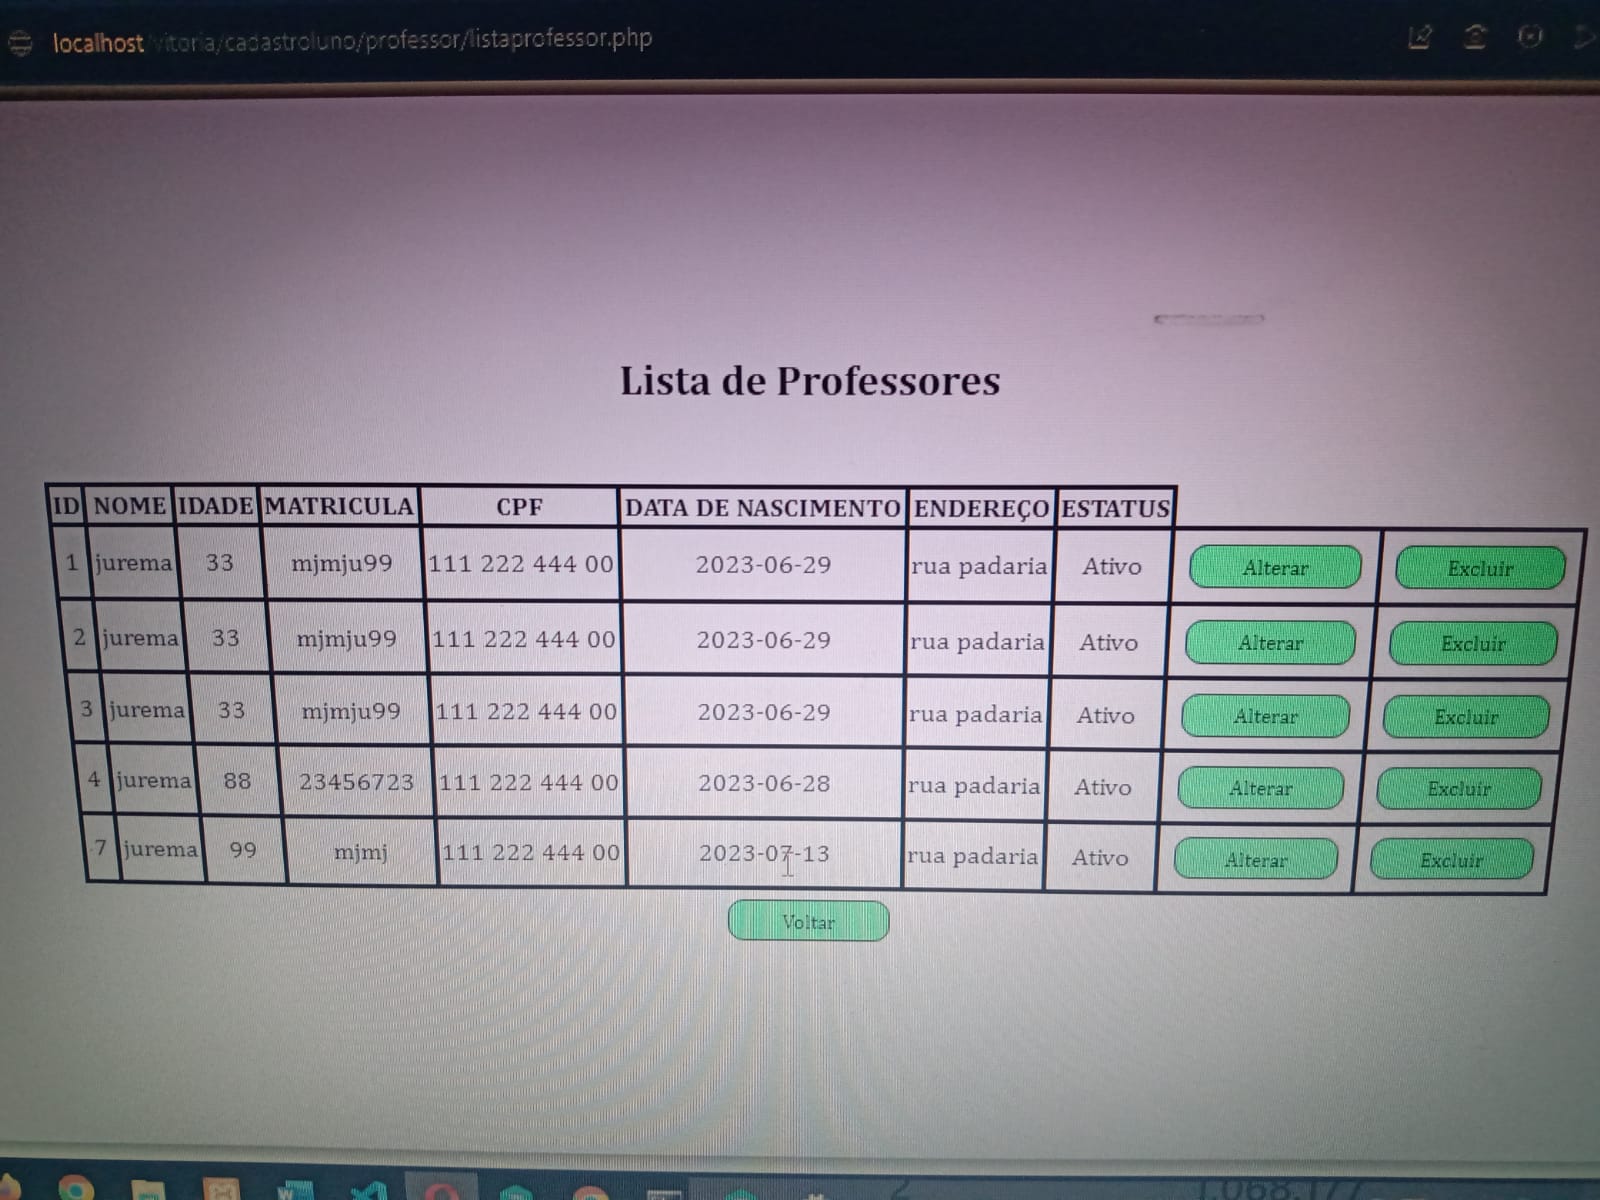 localhost/vitoria/cadastroluno/professor/listaprofessor.php
Lista de Professores
ID NOME IDADE MATRICULA CPF DATA DE NASCIMENTO ENDEREÇO ESTATUS
1 jurema 33 mjmju99 111 222 444 00 2023-06-29 rua padaria Ativo Alterar Excluir
2 jurema 33 mjmju99 111 222 444 00 2023-06-29 rua padaria Ativo Alterar Excluir
3 jurema 33 mjmju99 111 222 444 00 2023-06-29 rua padaria Ativo Alterar Excluir
4 jurema 88 23456723 111 222 444 00 2023-06-28 rua padaria Ativo Alterar Excluir
7 jurema 99 mjmj 111 222 444 00 2023-07-13 rua padaria Ativo Alterar Excluir
Voltar